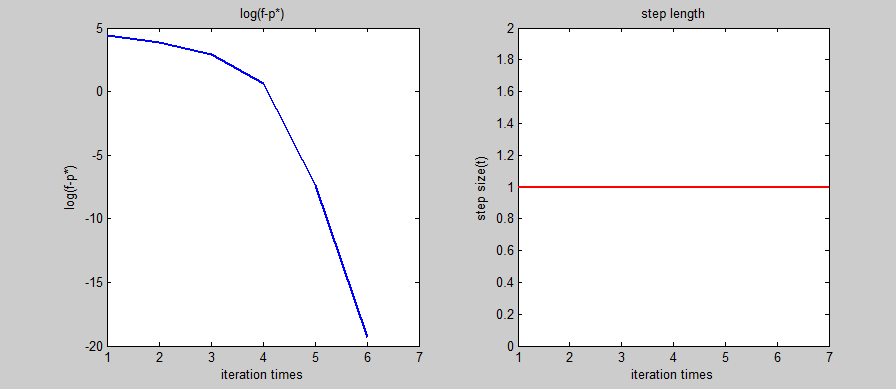 log(f-p*)
5
0
-5
-10
-15
-20
log(f-p*)
1 2 3 4 5 6 7
iteration times
step length
2
1.8
1.6
1.4
1.2
1
0.8
0.6
0.4
0.2
0
step size(t)
1 2 3 4 5 6 7
iteration times